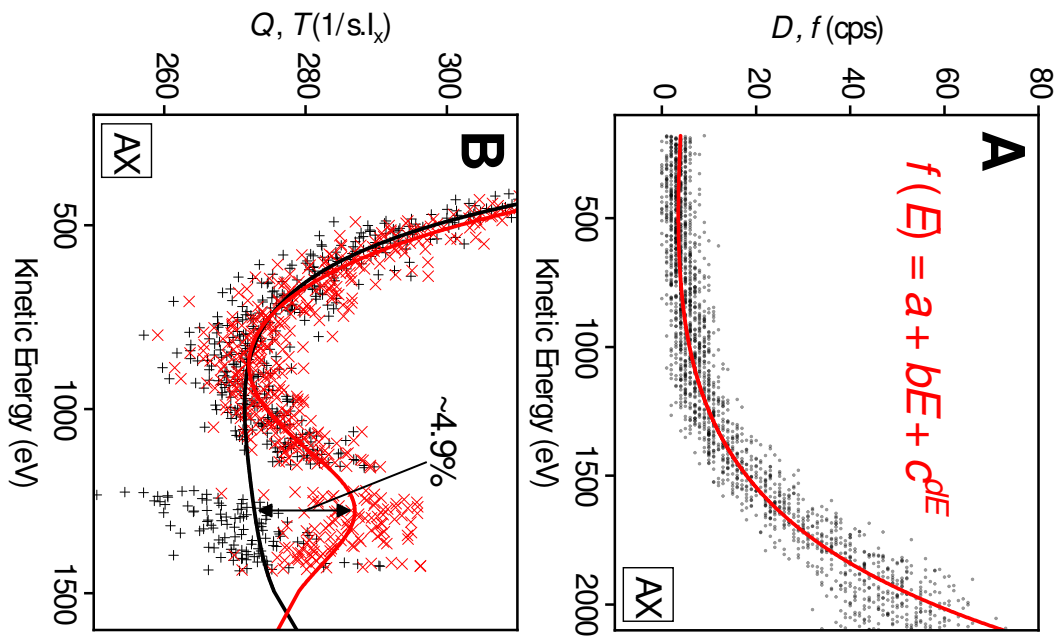 D, f (cps)
80
60
40
20
0
A
f (E) = a + bE + c^dE
AX
500 1000 1500 2000
Kinetic Energy (eV)
Q, T (1/s.I_x)
300
280
260
B
~4.9%
AX
500 1000 1500
Kinetic Energy (eV)